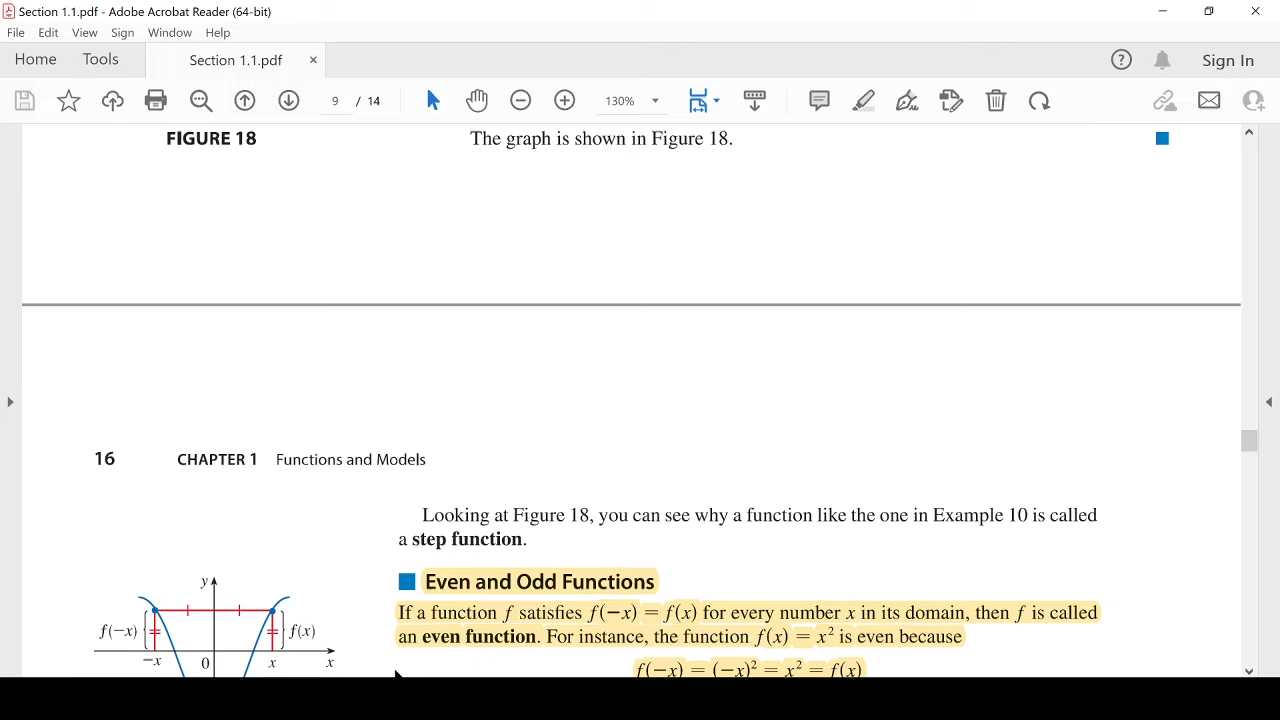 Section 1.1.pdf - Adobe Acrobat Reader (64-bit)
File Edit View Sign Window Help
Home Tools Section 1.1.pdf × Sign In
9 / 14 130%
FIGURE 18 The graph is shown in Figure 18.
16 CHAPTER 1 Functions and Models
Looking at Figure 18, you can see why a function like the one in Example 10 is called
a step function.
Even and Odd Functions
If a function f satisfies f(−x) = f(x) for every number x in its domain, then f is called
an even function. For instance, the function f(x) = x² is even because
f(−x) = (−x)² = x² = f(x)
y
f(−x) f(x)
−x 0 x x